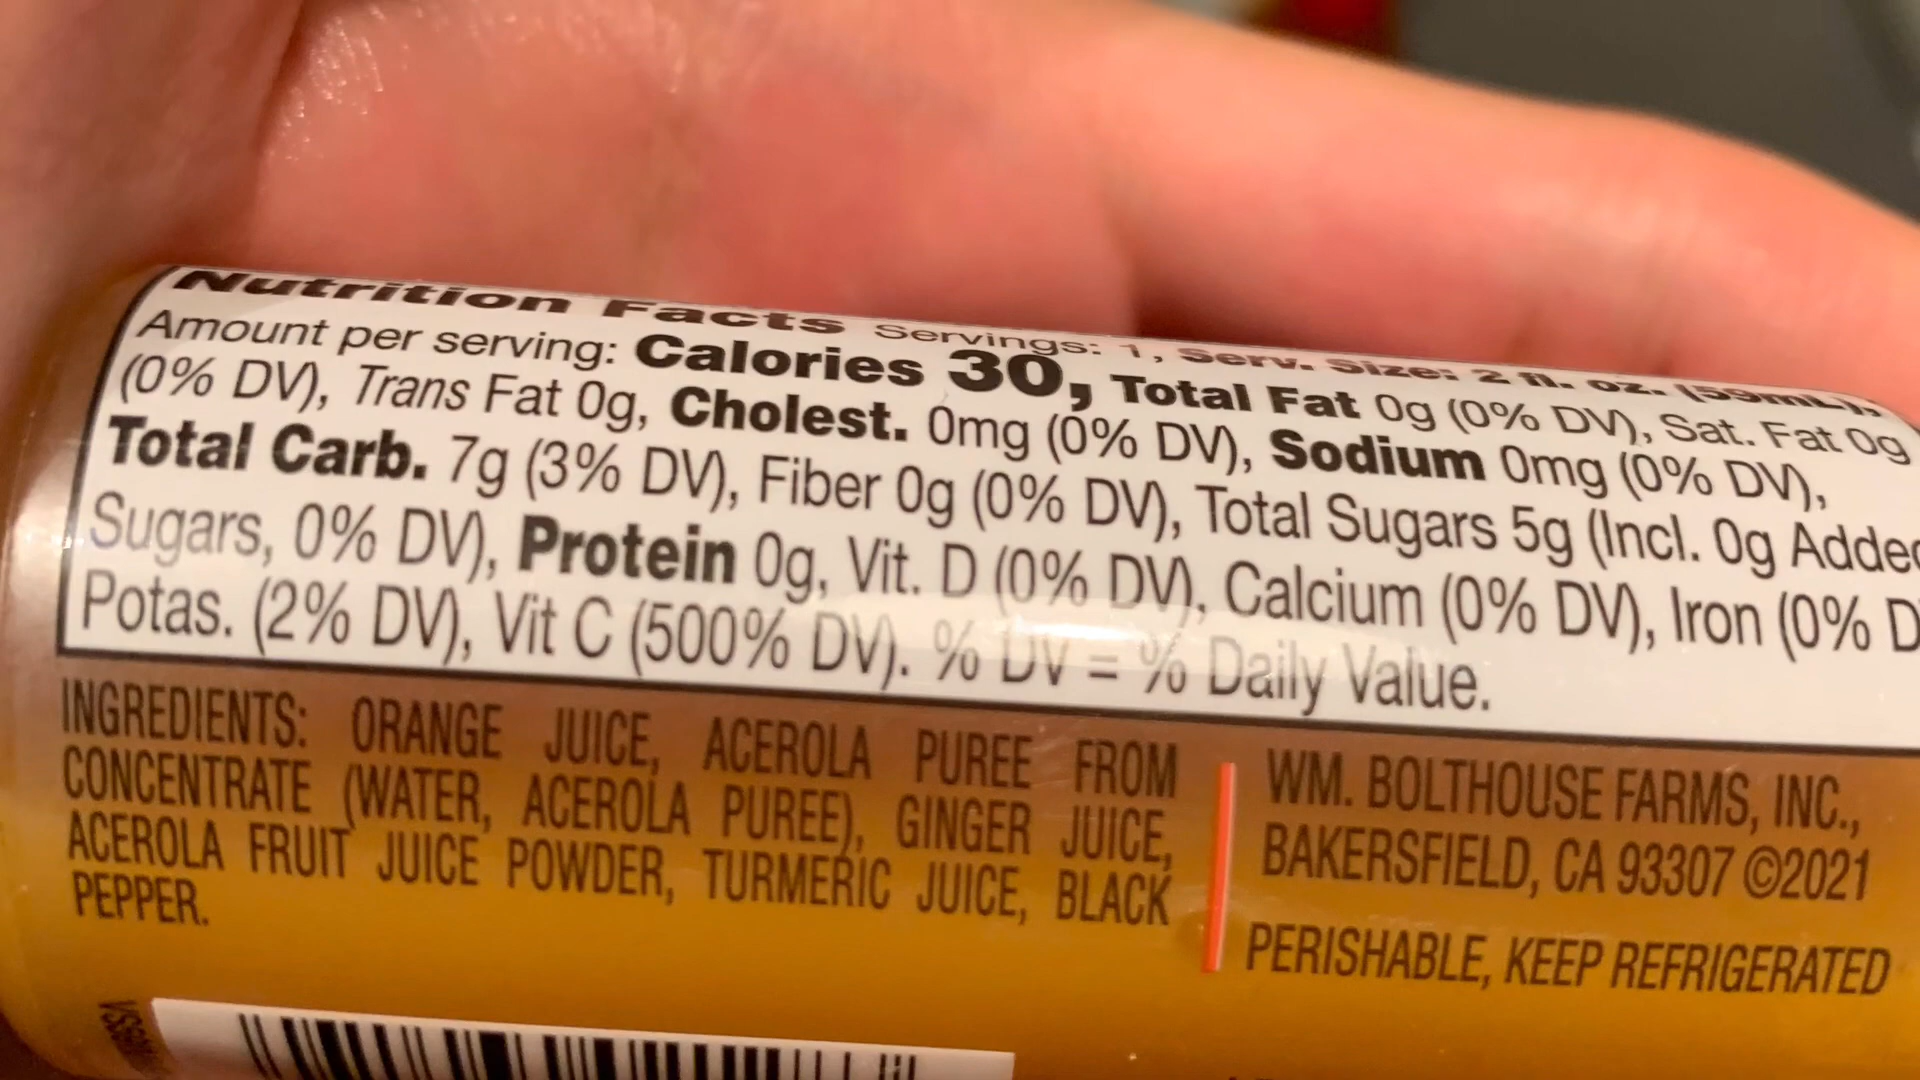 Nutrition Facts Servings: 1, Serv. Size: 2 fl. oz. (59mL),
Amount per serving: Calories 30, Total Fat 0g (0% DV), Sat. Fat 0g
(0% DV), Trans Fat 0g, Cholest. 0mg (0% DV), Sodium 0mg (0% DV),
Total Carb. 7g (3% DV), Fiber 0g (0% DV), Total Sugars 5g (Incl. 0g Added
Sugars, 0% DV), Protein 0g, Vit. D (0% DV), Calcium (0% DV), Iron (0% D
Potas. (2% DV), Vit C (500% DV). % DV = % Daily Value.
INGREDIENTS: ORANGE JUICE, ACEROLA PUREE FROM
CONCENTRATE (WATER, ACEROLA PUREE), GINGER JUICE,
ACEROLA FRUIT JUICE POWDER, TURMERIC JUICE, BLACK
PEPPER.
WM. BOLTHOUSE FARMS, INC.,
BAKERSFIELD, CA 93307 ©2021
PERISHABLE, KEEP REFRIGERATED